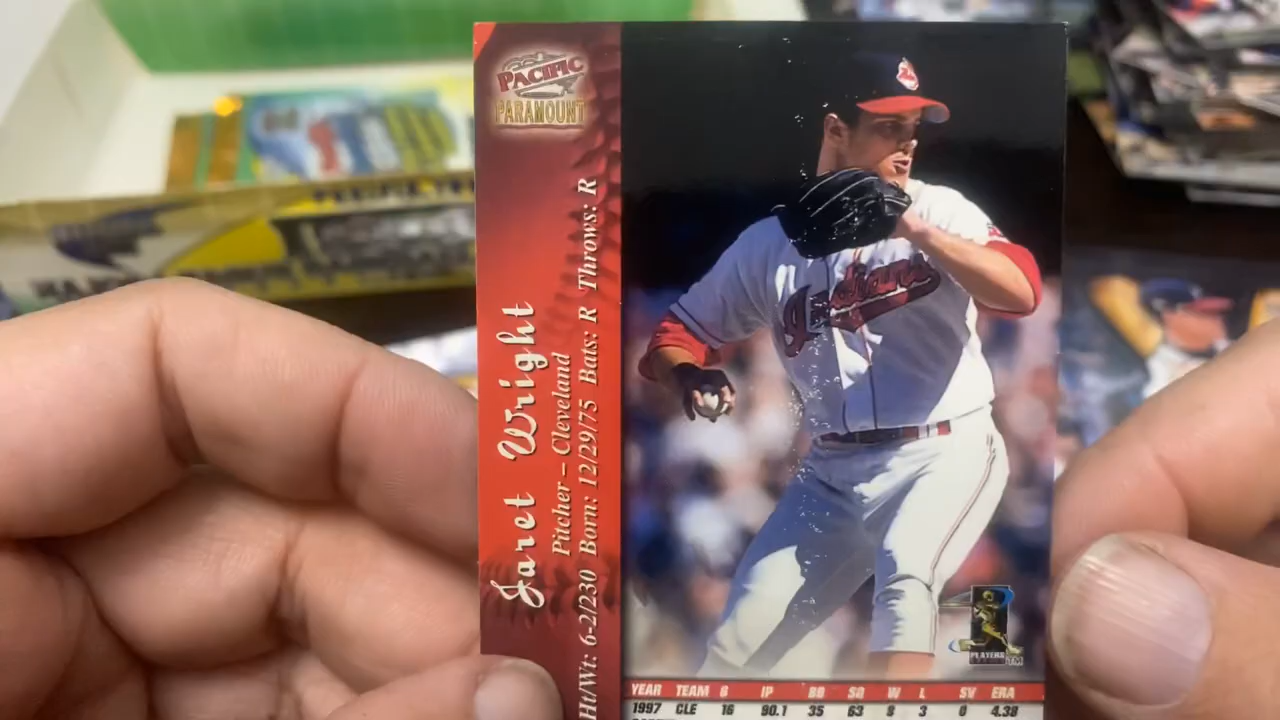 PACIFIC
PARAMOUNT
Jaret Wright
Pitcher – Cleveland
Ht/Wt: 6-2/230 Born: 12/29/75 Bats: R Throws: R
Indians
PLAYERS
YEAR TEAM G IP BB SO W L SV ERA
1997 CLE 16 90.1 35 63 8 3 0 4.38